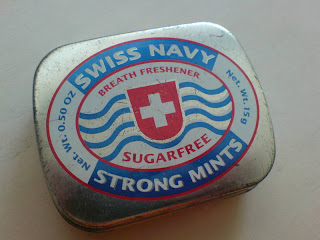 SWISS NAVY
BREATH FRESHENER
Net. Wt. 0.50 OZ
Net. Wt. 15g
SUGARFREE
STRONG MINTS